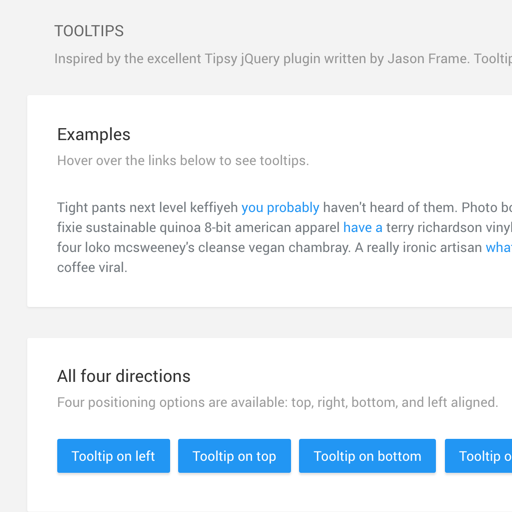 TOOLTIPS
Inspired by the excellent Tipsy jQuery plugin written by Jason Frame.
Examples
Hover over the links below to see tooltips.
Tight pants next level keffiyeh you probably haven't heard of them. Photo
fixie sustainable quinoa 8-bit american apparel have a terry richardson
four loko mcsweeney's cleanse vegan chambray. A really ironic artisan
coffee viral.
All four directions
Four positioning options are available: top, right, bottom, and left aligned.
Tooltip on left Tooltip on top Tooltip on bottom Tooltip